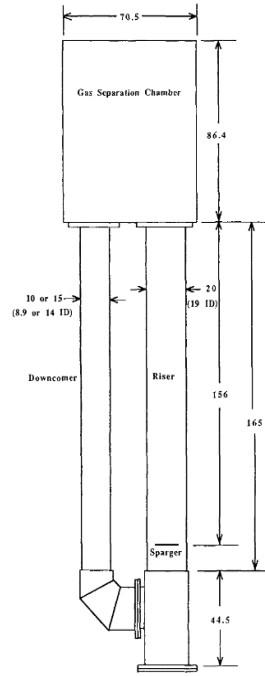 70.5
Gas Separation Chamber
86.4
10 or 15
(8.9 or 14 ID)
20
(19 ID)
Downcomer
Riser
156
165
Sparger
44.5